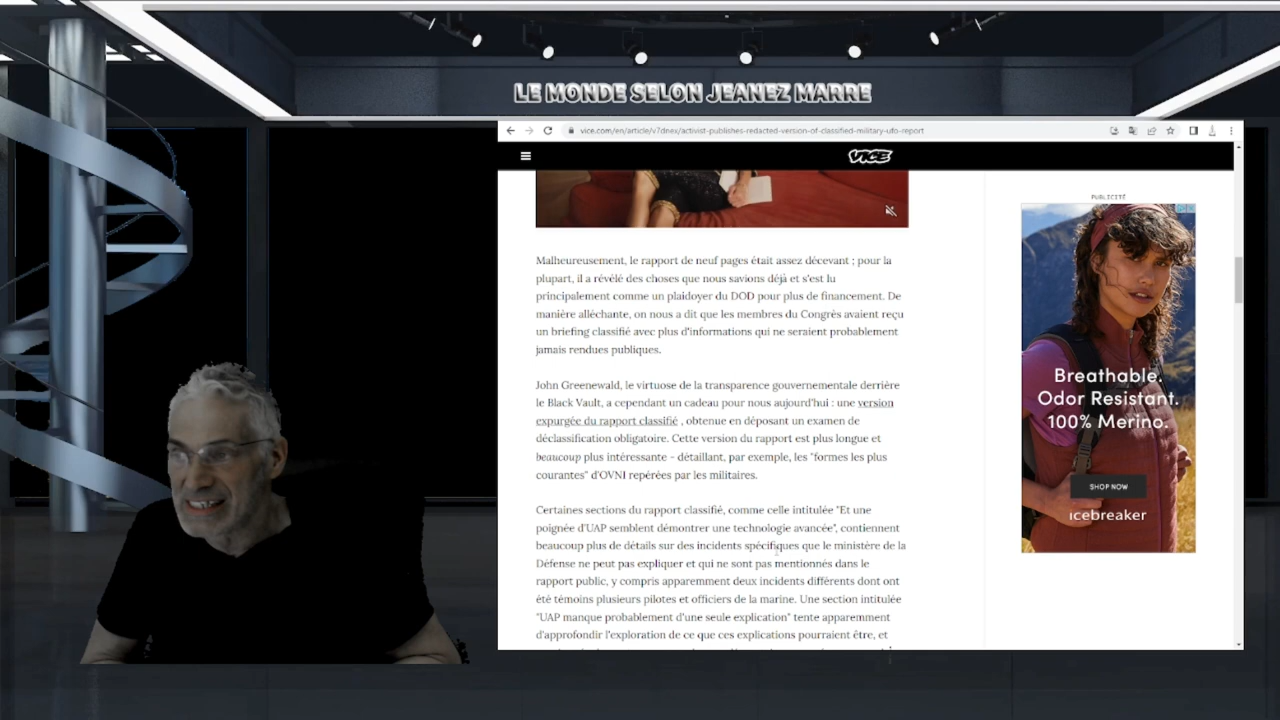 LE MONDE SELON JEANEZ MARRE
vice.com/en/article/v7dnex/activist-publishes-redacted-version-of-classified-military-ufo-report
VICE
PUBLICITÉ
Malheureusement, le rapport de neuf pages était assez décevant ; pour la
plupart, il a révélé des choses que nous savions déjà et s'est lu
principalement comme un plaidoyer du DOD pour plus de financement. De
manière alléchante, on nous a dit que les membres du Congrès avaient reçu
un briefing classifié avec plus d'informations qui ne seraient probablement
jamais rendues publiques.
John Greenewald, le virtuose de la transparence gouvernementale derrière
le Black Vault, a cependant un cadeau pour nous aujourd'hui : une version
expurgée du rapport classifié , obtenue en déposant un examen de
déclassification obligatoire. Cette version du rapport est plus longue et
beaucoup plus intéressante - détaillant, par exemple, les "formes les plus
courantes" d'OVNI repérées par les militaires.
Certaines sections du rapport classifié, comme celle intitulée "Et une
poignée d'UAP semblent démontrer une technologie avancée", contiennent
beaucoup plus de détails sur des incidents spécifiques que le ministère de la
Défense ne peut pas expliquer et qui ne sont pas mentionnés dans le
rapport public, y compris apparemment deux incidents différents dont ont
été témoins plusieurs pilotes et officiers de la marine. Une section intitulée
"UAP manque probablement d'une seule explication" tente apparemment
d'approfondir l'exploration de ce que ces explications pourraient être, et
Breathable.
Odor Resistant.
100% Merino.
SHOP NOW
icebreaker